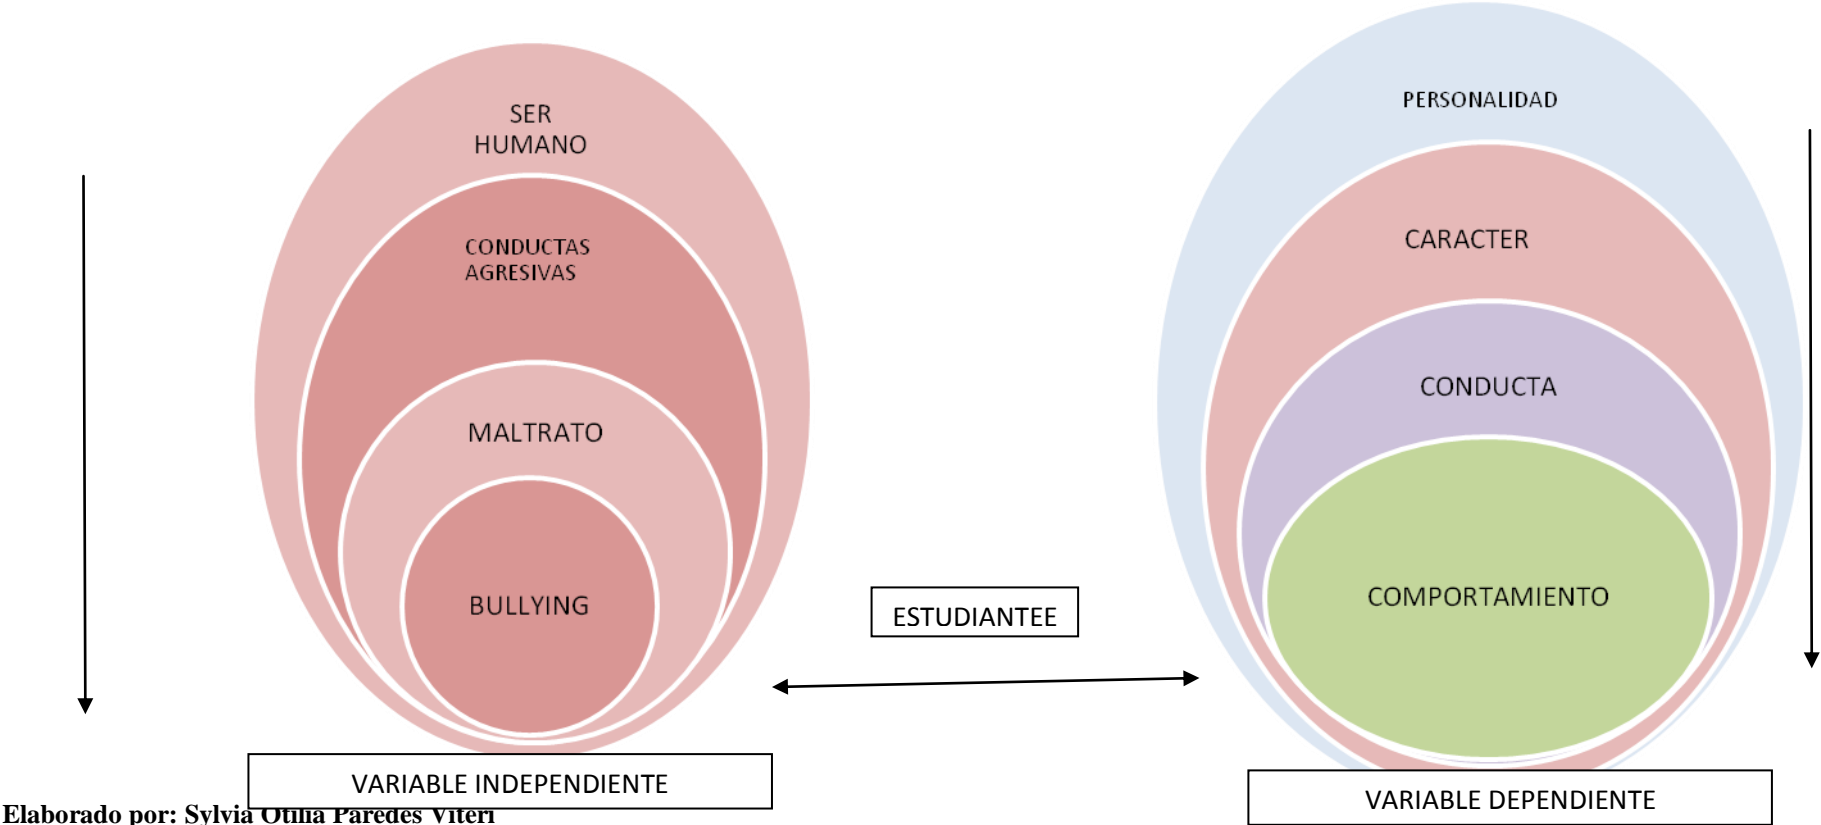 SER
HUMANO
CONDUCTAS
AGRESIVAS
MALTRATO
BULLYING
VARIABLE INDEPENDIENTE
ESTUDIANTEE
PERSONALIDAD
CARACTER
CONDUCTA
COMPORTAMIENTO
VARIABLE DEPENDIENTE
Elaborado por: Sylvia Otilia Paredes Viteri